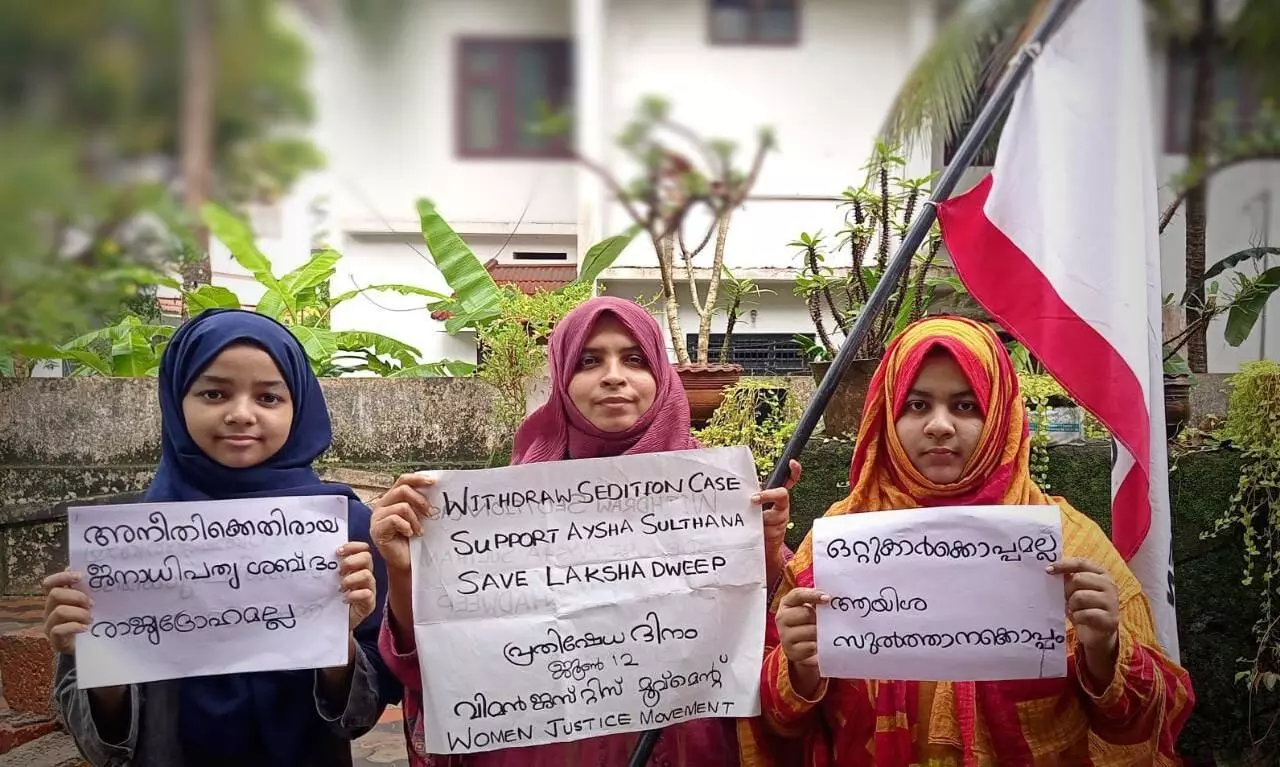 അനീതിക്കെതിരായ
ജനാധിപത്യ ശബ്ദം
രാജ്യദ്രോഹമല്ല
WITHDRAW SEDITION CASE
SUPPORT AYSHA SULTHANA
SAVE LAKSHADWEEP
പ്രതിഷേധ ദിനം
ജൂൺ 12
വിമൻ ജസ്റ്റിസ് മൂവ്മെന്റ്
WOMEN JUSTICE MOVEMENT
ഒറ്റുകാർക്കൊപ്പമല്ല
ആയിശ
സുൽത്താനക്കൊപ്പം